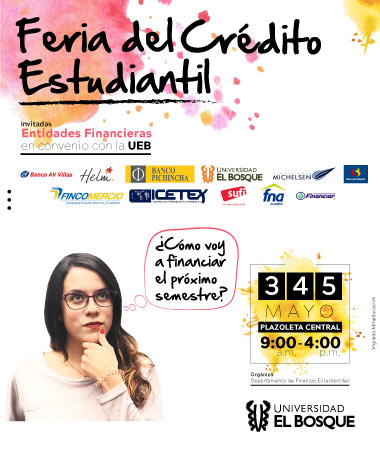 Feria del Crédito
Estudiantil
Invitadas
Entidades Financieras
en convenio con la UEB
Banco AV Villas
Helm
BANCO
PICHINCHA
UNIVERSIDAD
EL BOSQUE
MICHELSEN
FINCOMERCIO
ICETEX
Sufi
fna
Financiar
¿Cómo voy
a financiar
el próximo
semestre?
3 4 5
MAYO
PLAZOLETA CENTRAL
9:00-4:00
a.m. p.m.
Organiza
Departamento de Finanzas Estudiantiles
UNIVERSIDAD
EL BOSQUE